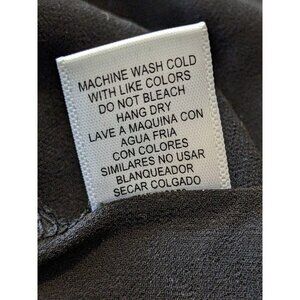 MACHINE WASH COLD
WITH LIKE COLORS
DO NOT BLEACH
HANG DRY
LAVE A MAQUINA CON
AGUA FRIA
CON COLORES
SIMILARES NO USAR
BLANQUEADOR
SECAR COLGADO